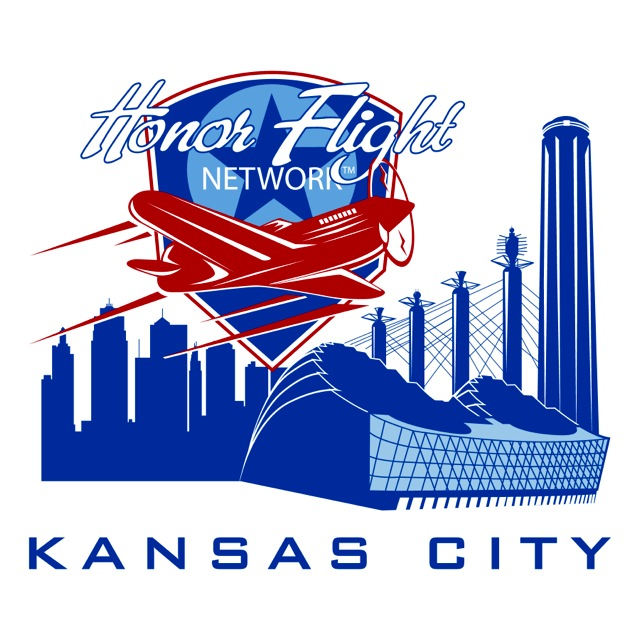 Honor Flight
NETWORK™
KANSAS CITY